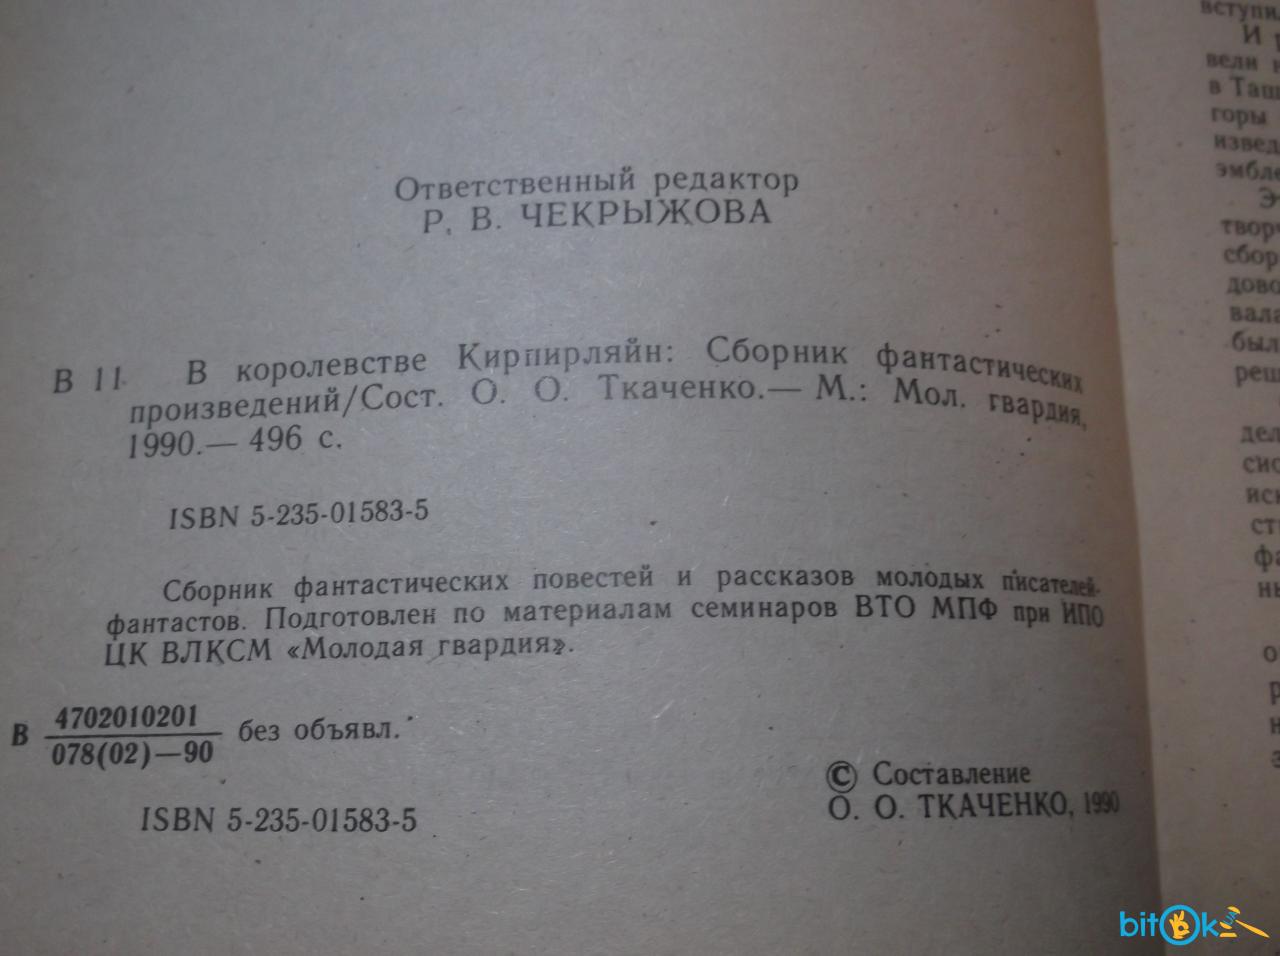 Ответственный редактор
Р. В. ЧЕКРЫЖОВА
В 11 В королевстве Кирпирляйн: Сборник фантастических
произведений/Сост. О. О. Ткаченко.— М.: Мол. гвардия,
1990.— 496 с.
ISBN 5-235-01583-5
Сборник фантастических повестей и рассказов молодых писателей-
фантастов. Подготовлен по материалам семинаров ВТО МПФ при ИПО
ЦК ВЛКСМ «Молодая гвардия».
В 4702010201 без объявл.
078(02)—90
ISBN 5-235-01583-5
© Составление
О. О. ТКАЧЕНКО, 1990
вступи
И
вели
в Таш
горы
извед
эмбле
Э
творч
сбор
дово
вала
был
реш
дел
сис
иск
ст
фа
ны
о
р
н
э
bitOk